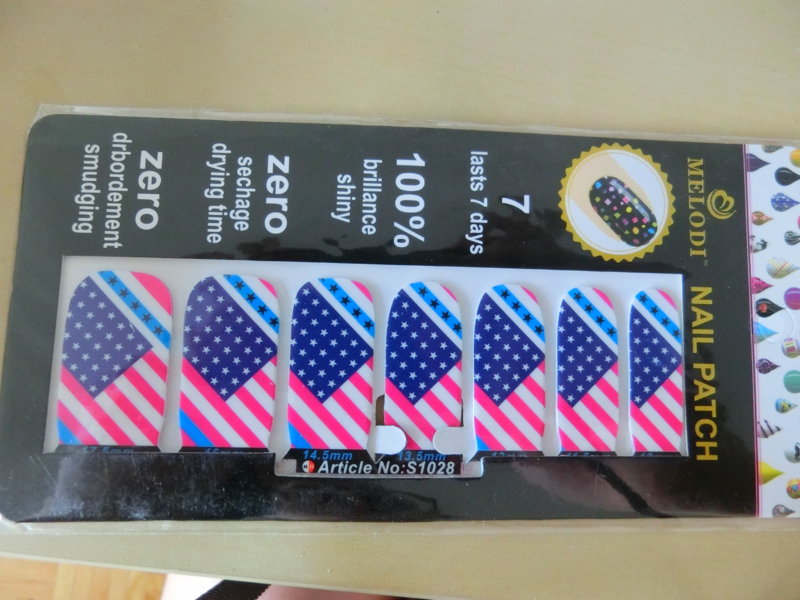 MELODI™
NAIL PATCH
7
lasts 7 days
100%
brillance
shiny
zero
sechage
drying time
zero
drbordement
smudging
14.5mm
13.5mm
Article No:S1028